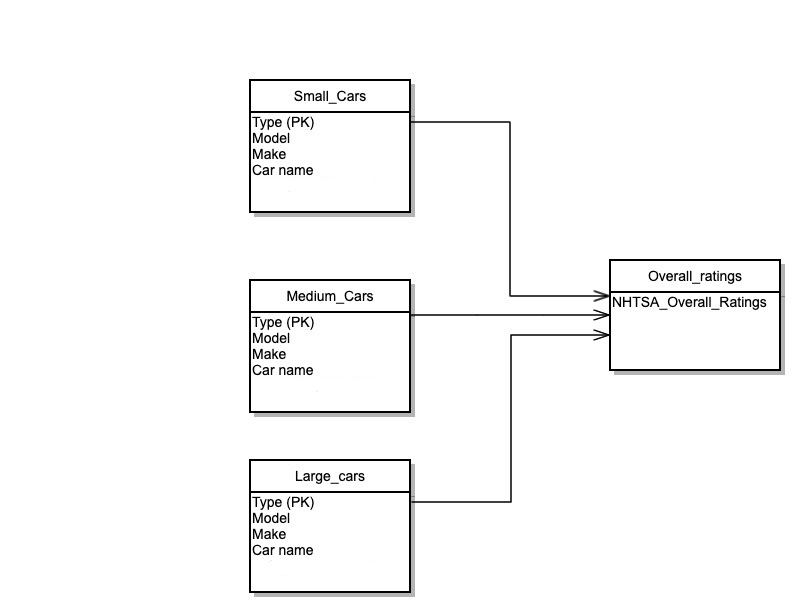 Small_Cars
Type (PK)
Model
Make
Car name
Medium_Cars
Type (PK)
Model
Make
Car name
Large_cars
Type (PK)
Model
Make
Car name
Overall_ratings
NHTSA_Overall_Ratings